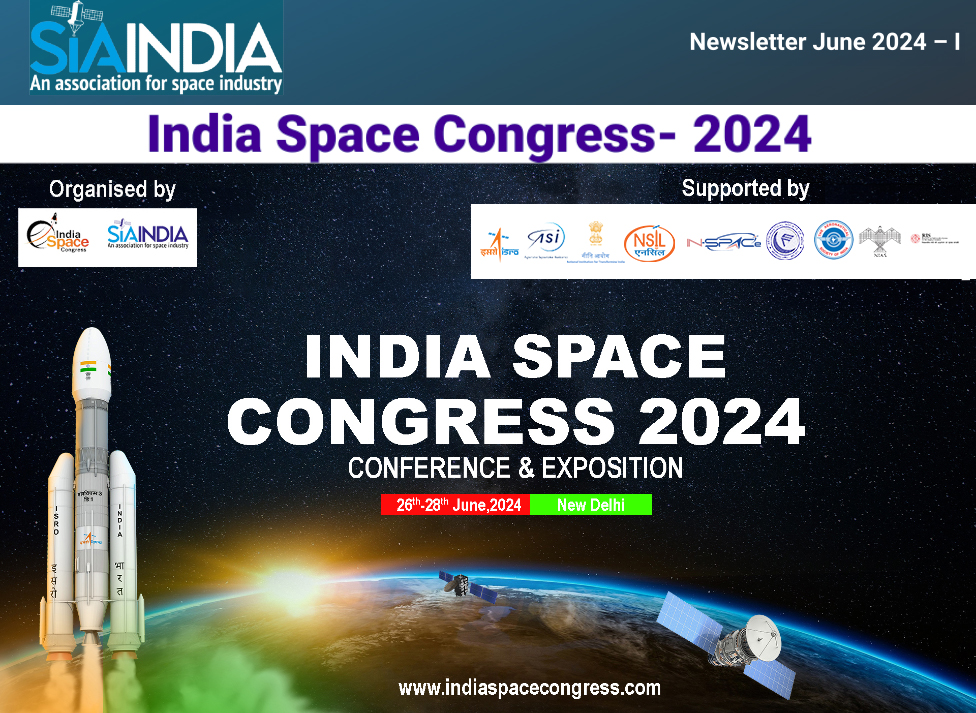 SIAINDIA
An association for space industry
Newsletter June 2024 – I
India Space Congress- 2024
Organised by
Supported by
India
Space
Congress
SIAINDIA
An association for space industry
इसरो isro
asi
नीति आयोग
NSIL
एनसिल
IN-SPACe
RIS
INDIA SPACE
CONGRESS 2024
CONFERENCE & EXPOSITION
26th-28th June,2024
New Delhi
ISRO
इसरो
INDIA
भारत
www.indiaspacecongress.com